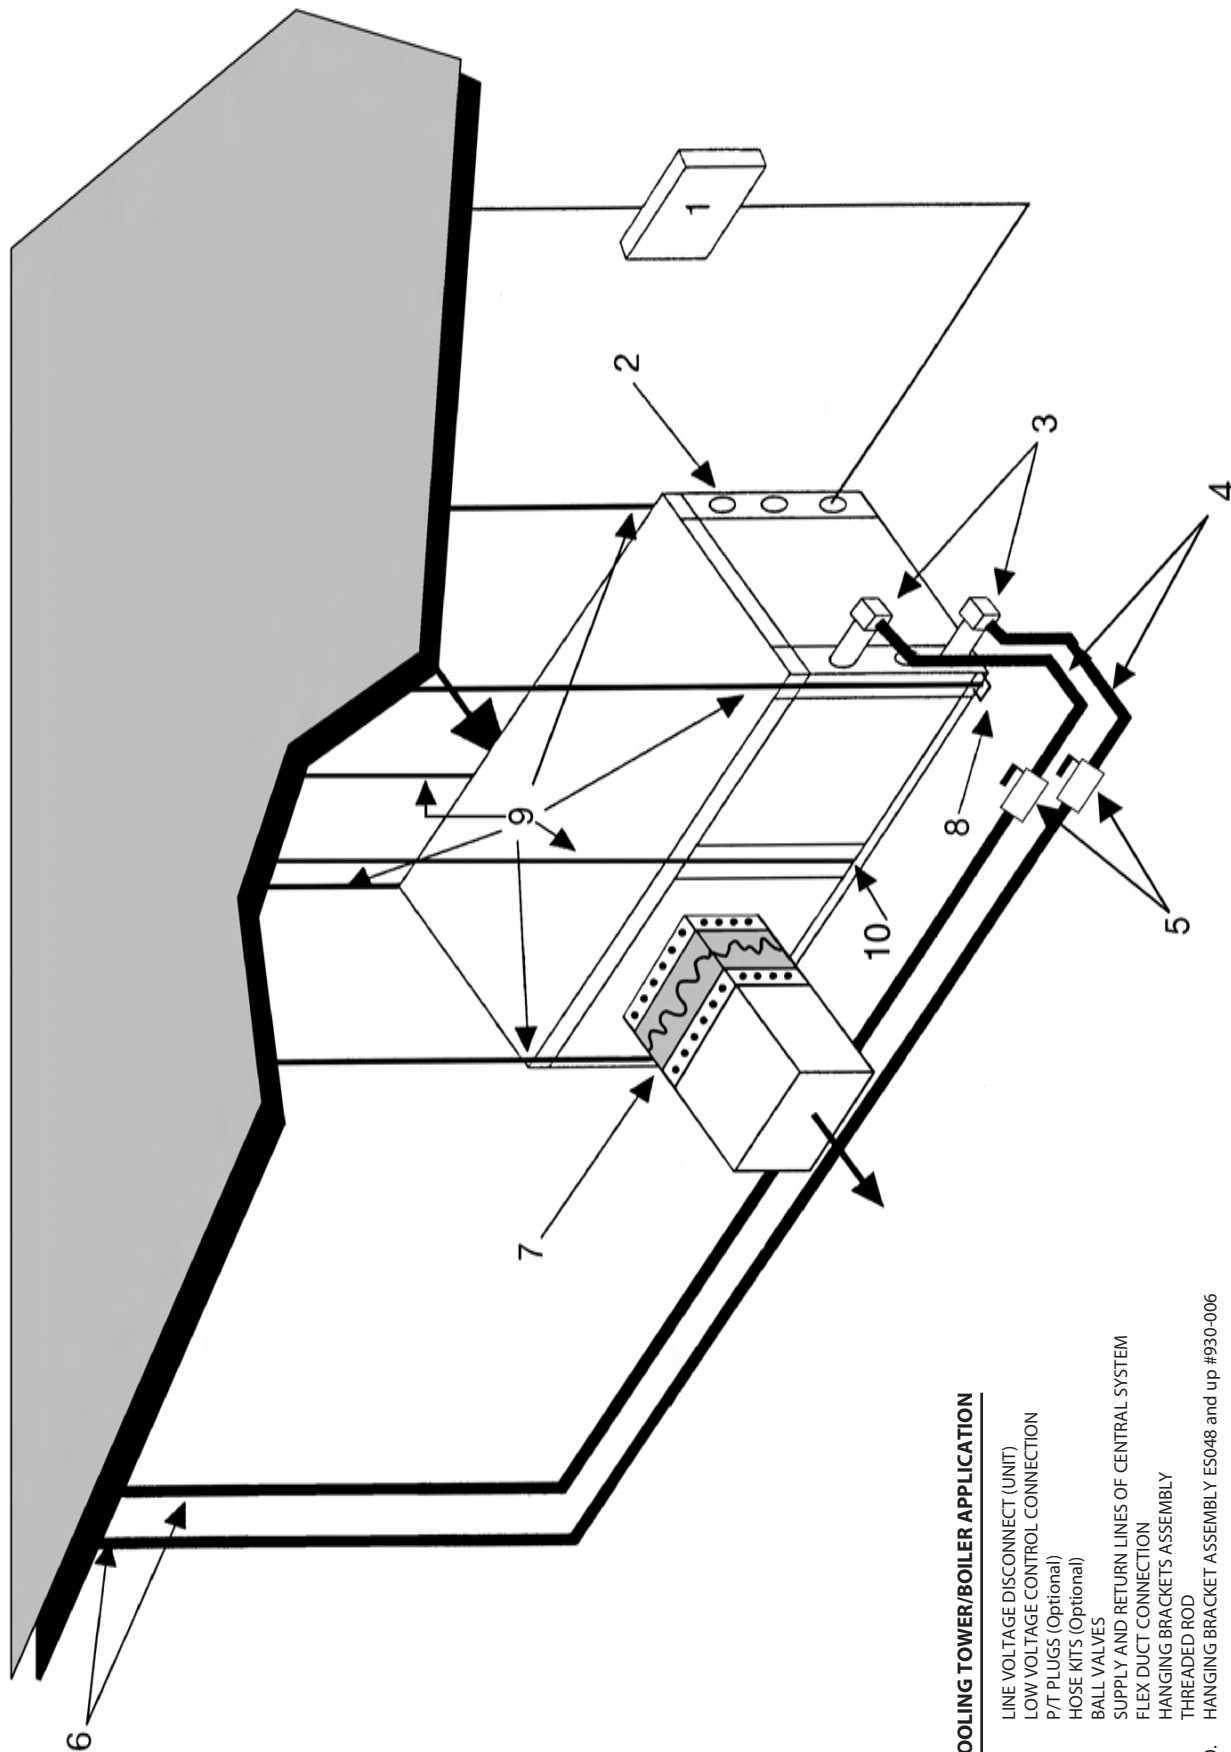 OOLING TOWER/BOILER APPLICATION
LINE VOLTAGE DISCONNECT (UNIT)
LOW VOLTAGE CONTROL CONNECTION
P/T PLUGS (Optional)
HOSE KITS (Optional)
BALL VALVES
SUPPLY AND RETURN LINES OF CENTRAL SYSTEM
FLEX DUCT CONNECTION
HANGING BRACKETS ASSEMBLY
THREADED ROD
HANGING BRACKET ASSEMBLY ES048 and up #930-006
1
2
3
4
5
6
7
8
9
10